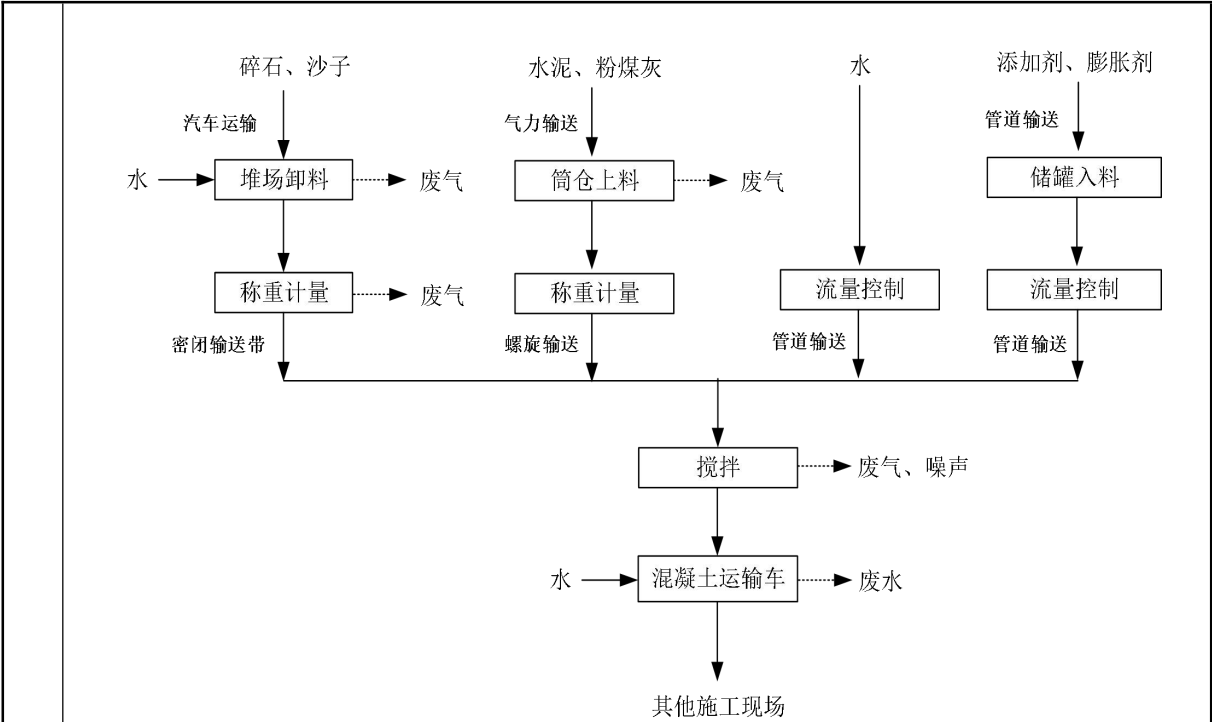 碎石、沙子
水泥、粉煤灰
水
添加剂、膨胀剂
汽车运输
气力输送
管道输送
水
堆场卸料
废气
筒仓上料
废气
储罐入料
称重计量
废气
称重计量
流量控制
流量控制
密闭输送带
螺旋输送
管道输送
管道输送
搅拌
废气、噪声
水
混凝土运输车
废水
其他施工现场